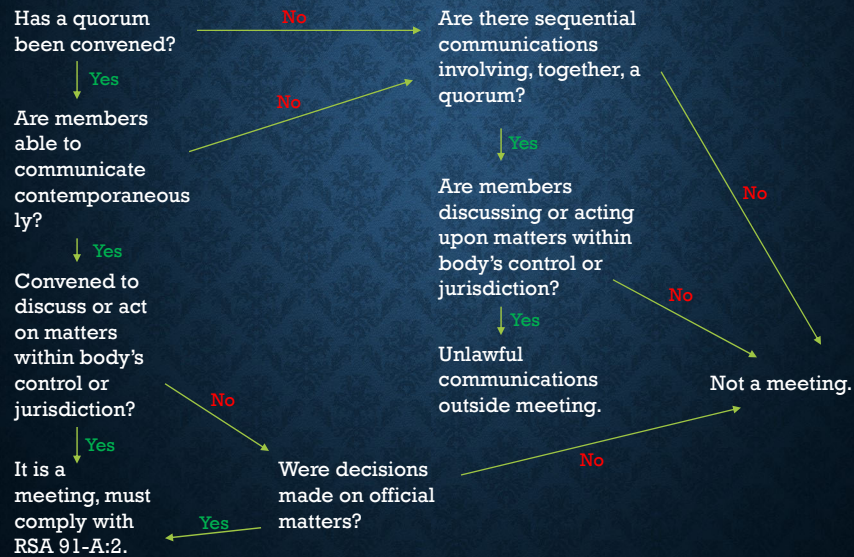 Has a quorum
been convened?
No
Are there sequential
communications
involving, together, a
quorum?
Yes
No
Are members
able to
communicate
contemporaneous
ly?
Yes
No
Are members
discussing or acting
upon matters within
body's control or
jurisdiction?
Yes
Convened to
discuss or act
on matters
within body's
control or
jurisdiction?
No
Yes
Unlawful
communications
outside meeting.
Not a meeting.
No
Yes
It is a
meeting, must
comply with
RSA 91-A:2.
Were decisions
made on official
matters?
No
Yes